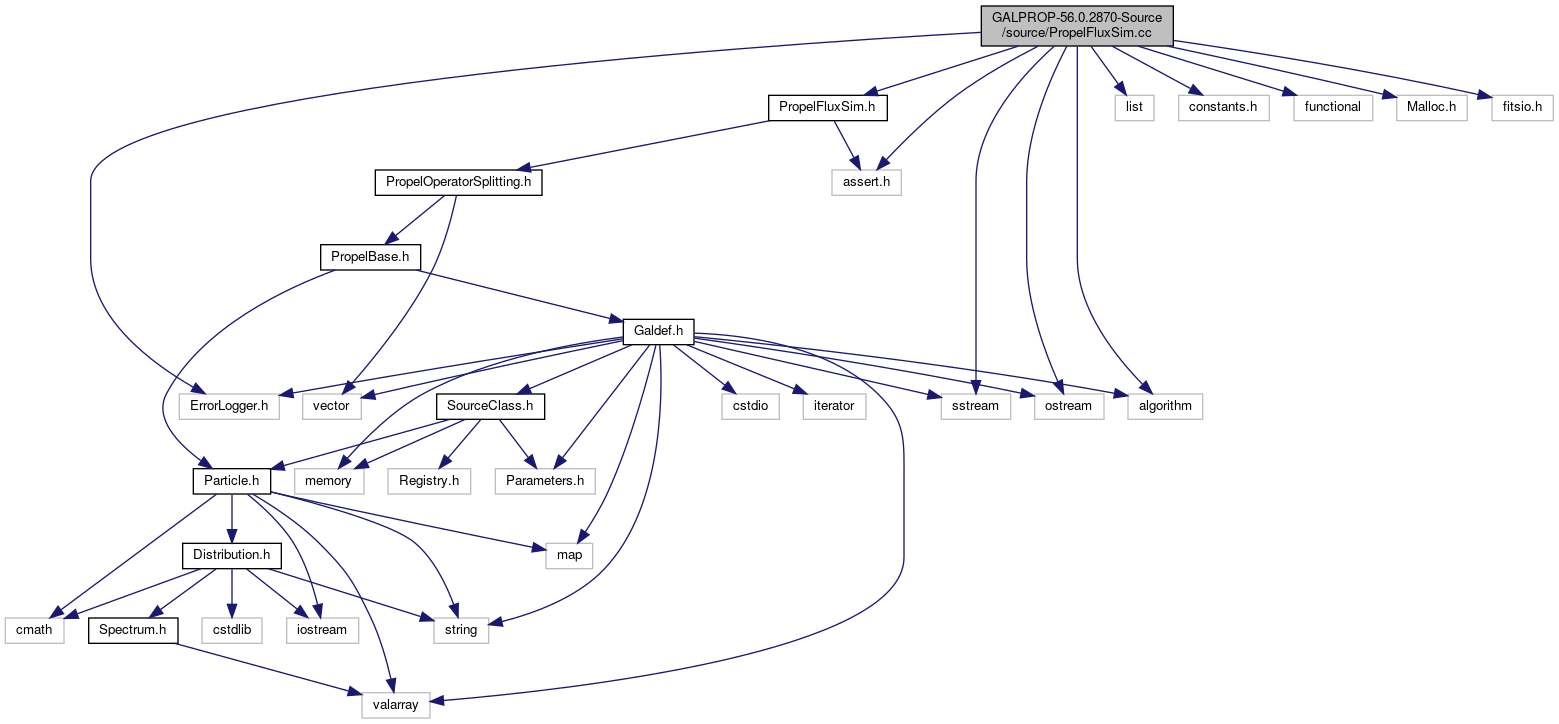 GALPROP-56.0.2870-Source
/source/PropelFluxSim.cc
PropelFluxSim.h
list
constants.h
functional
Malloc.h
fitsio.h
PropelOperatorSplitting.h
assert.h
PropelBase.h
Galdef.h
ErrorLogger.h
vector
SourceClass.h
cstdio
iterator
sstream
ostream
algorithm
Particle.h
memory
Registry.h
Parameters.h
Distribution.h
map
cmath
Spectrum.h
cstdlib
iostream
string
valarray